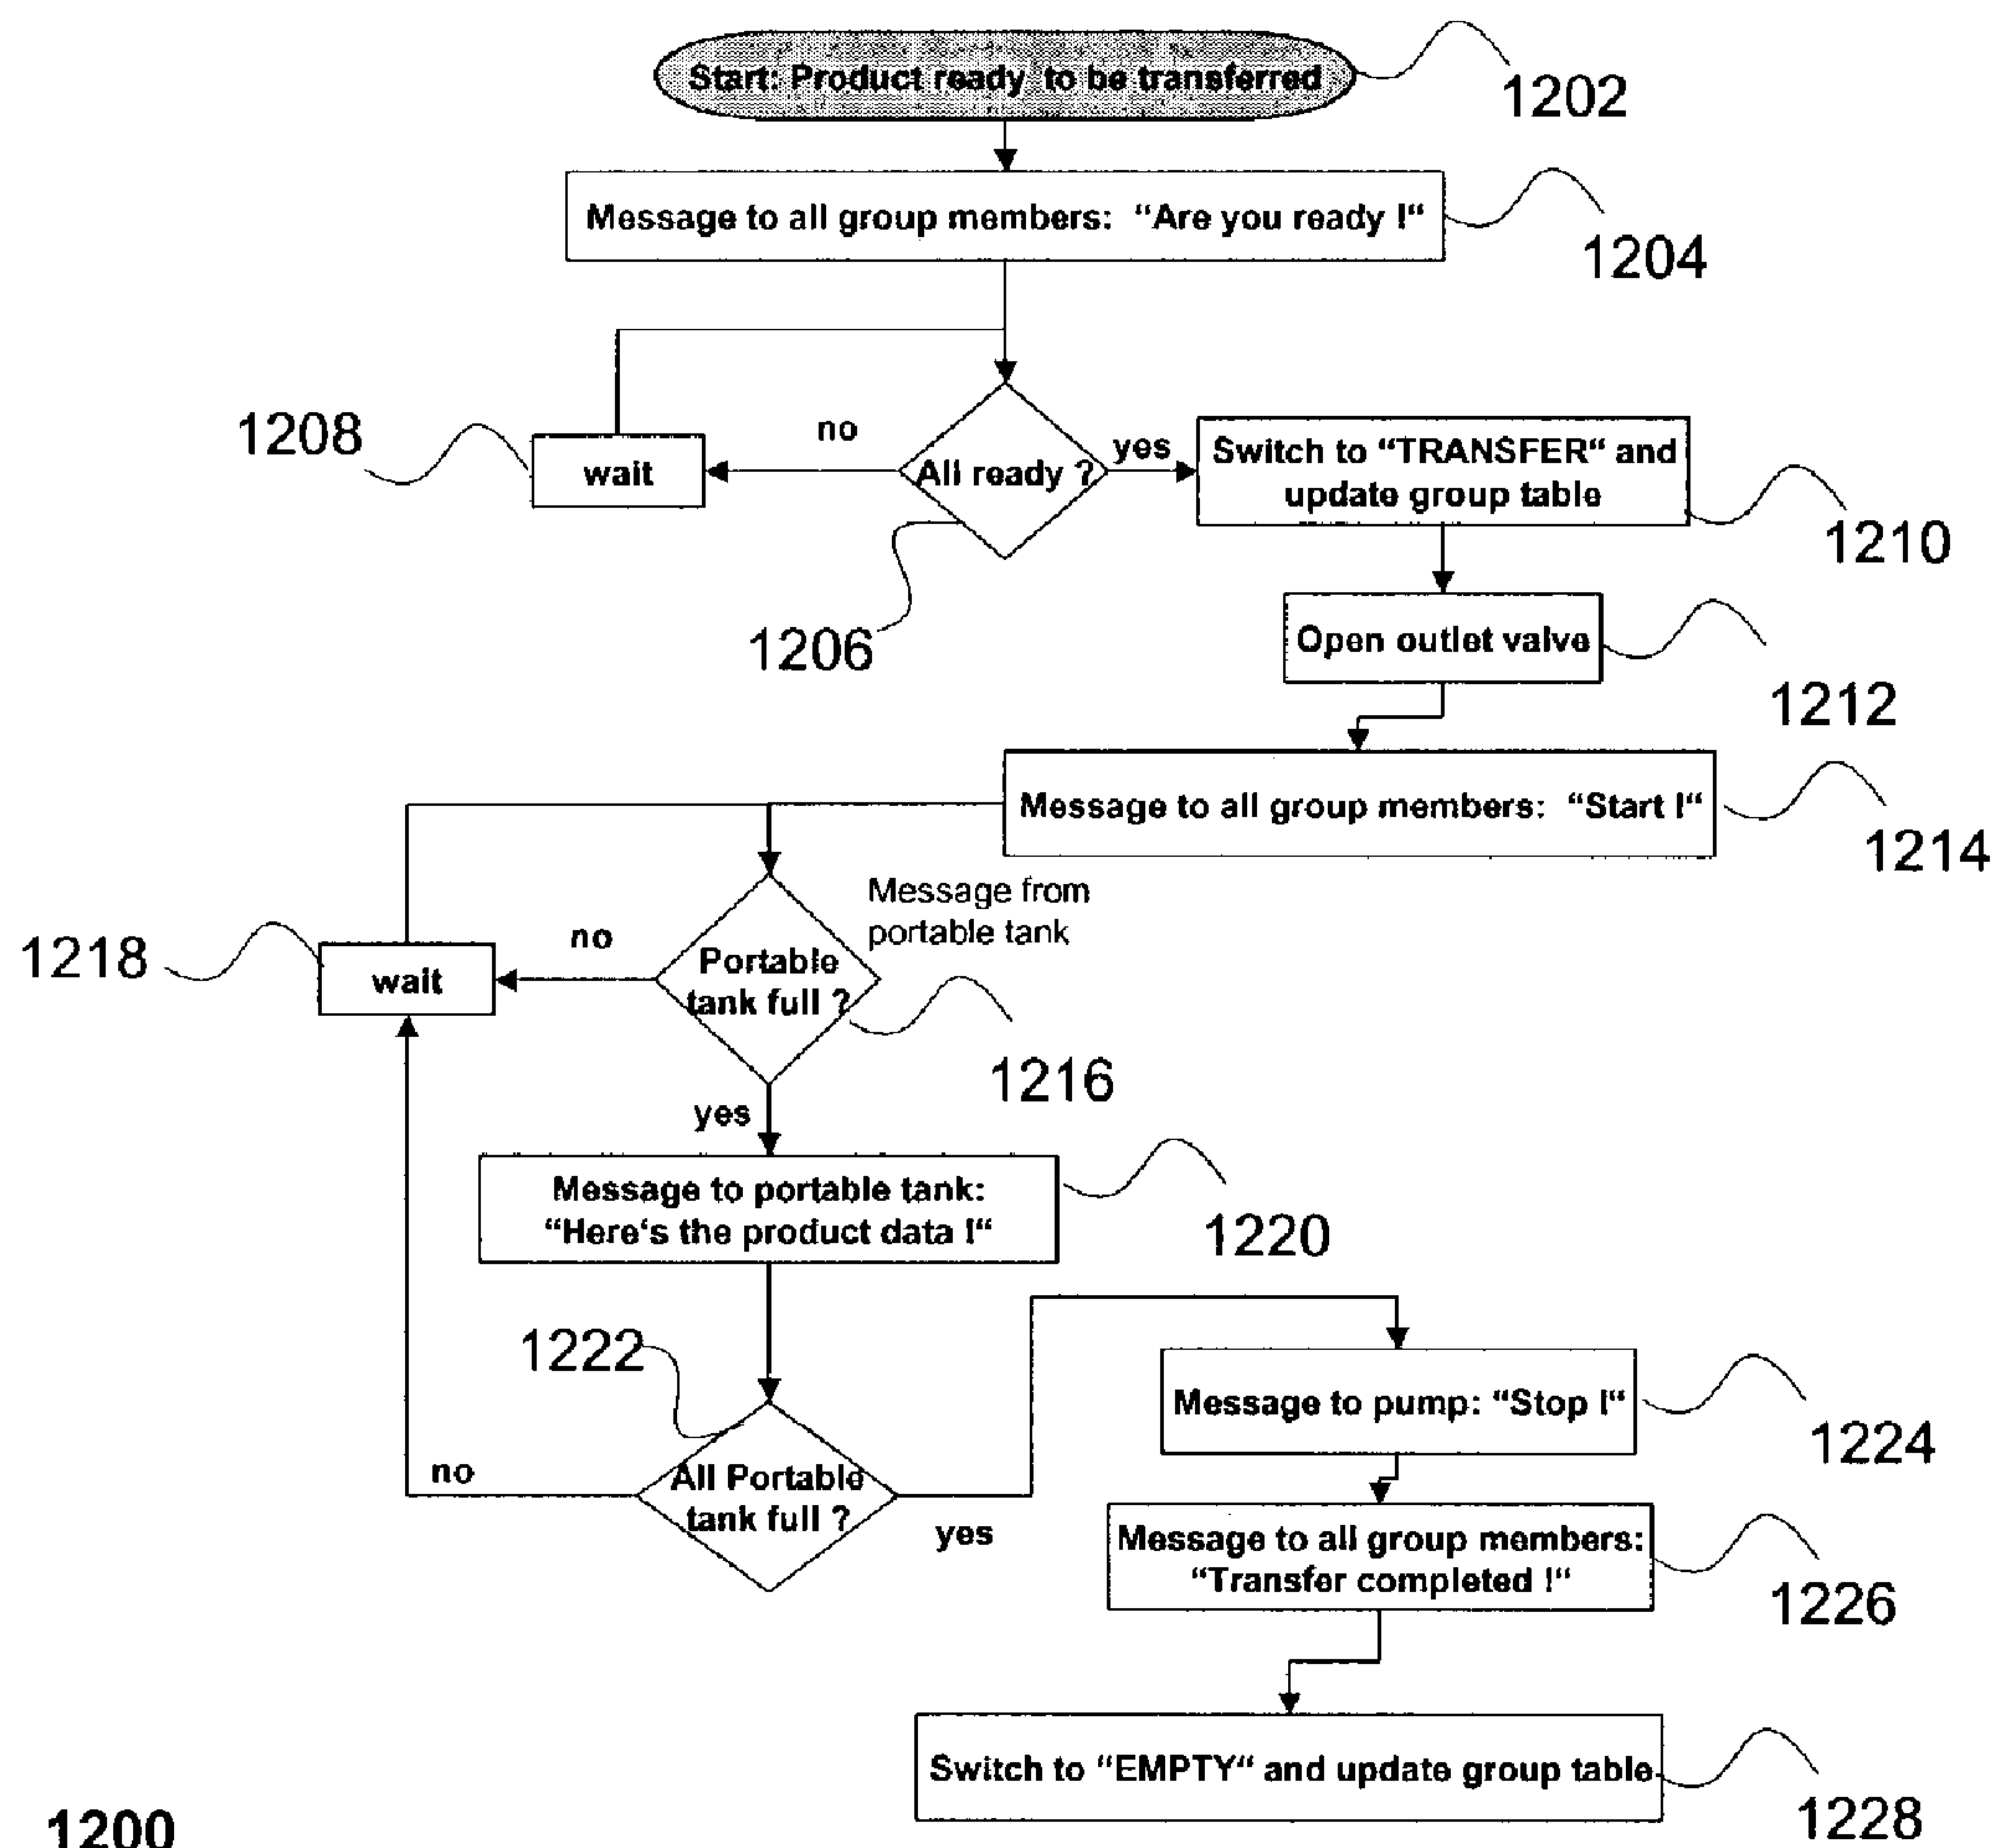 Start: Product ready to be transferred
1202
Message to all group members: “Are you ready !“
1204
1208
no
yes
wait
All ready ?
Switch to “TRANSFER“ and
update group table
1210
1206
Open outlet valve
1212
Message to all group members: “Start !“
1214
Message from
portable tank
1218
no
wait
Portable
tank full ?
1216
yes
Message to portable tank:
“Here‘s the product data !“
1220
1222
Message to pump: “Stop !“
1224
no
All Portable
tank full ?
yes
Message to all group members:
“Transfer completed !“
1226
Switch to “EMPTY“ and update group table
1228
1200